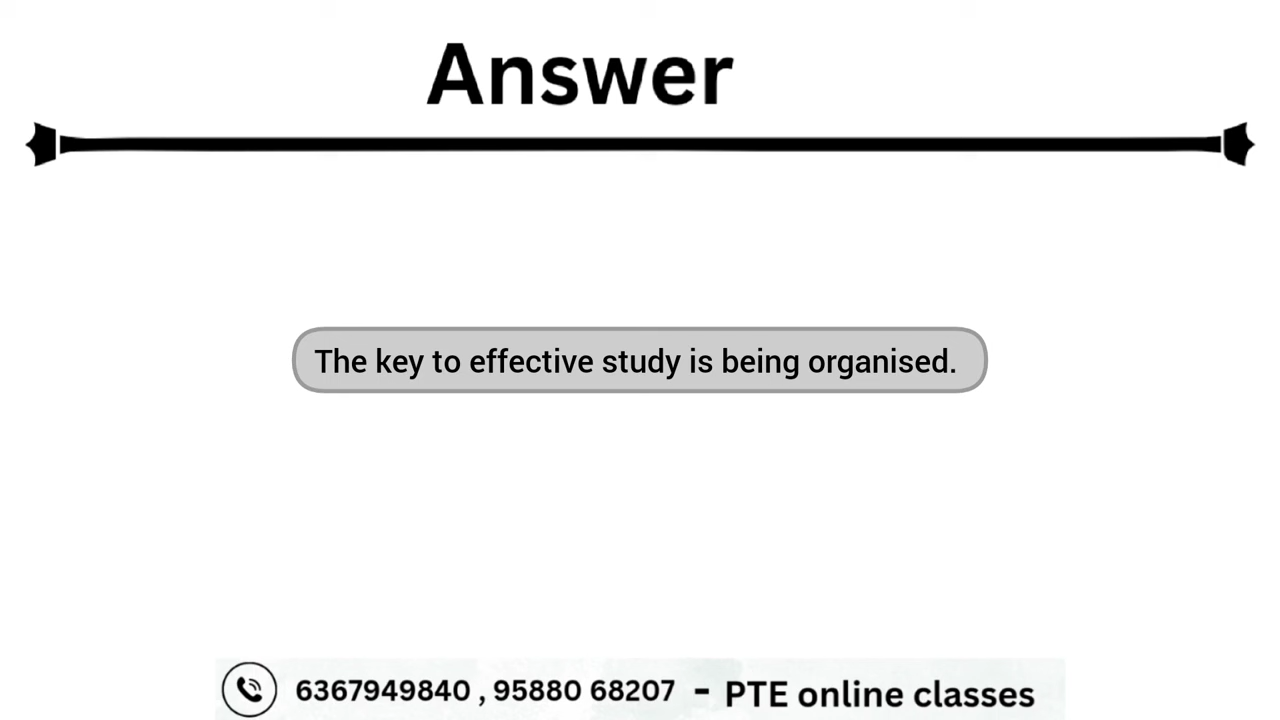 Answer
The key to effective study is being organised.
6367949840 , 95880 68207 - PTE online classes